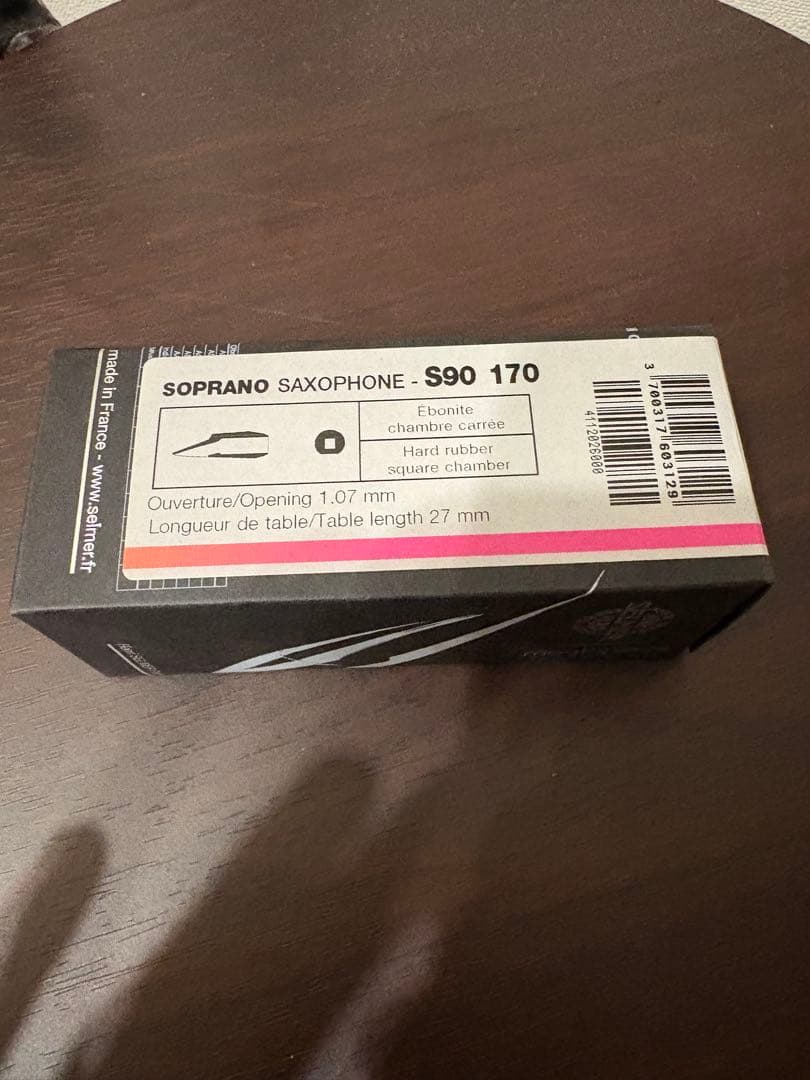 made in France - www.selmer.fr
SOPRANO SAXOPHONE - S90 170
Ébonite
chambre carrée
Hard rubber
square chamber
Ouverture/Opening 1.07 mm
Longueur de table/Table length 27 mm
4112026000
3 700317 603129